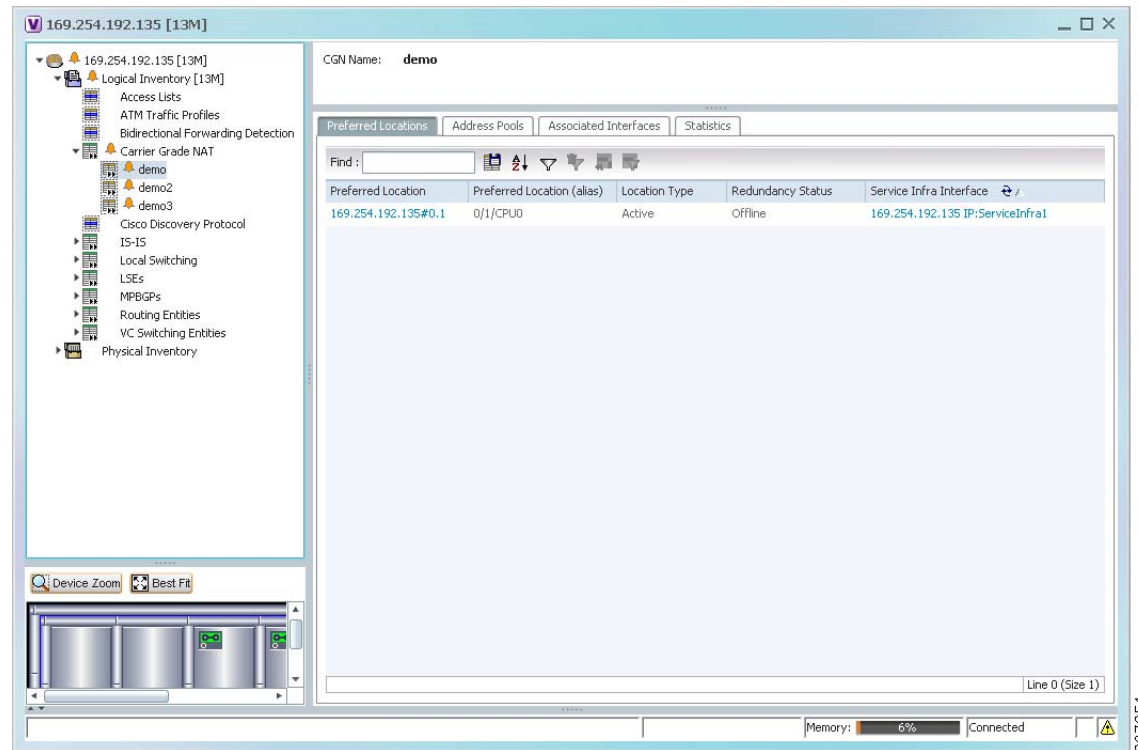 169.254.192.135 [13M]
169.254.192.135 [13M]
Logical Inventory [13M]
Access Lists
ATM Traffic Profiles
Bidirectional Forwarding Detection
Carrier Grade NAT
demo
demo2
demo3
Cisco Discovery Protocol
IS-IS
Local Switching
LSEs
MPBGPs
Routing Entities
VC Switching Entities
Physical Inventory
Device Zoom Best Fit
CGN Name: demo
Preferred Locations Address Pools Associated Interfaces Statistics
Find :
Preferred Location Preferred Location (alias) Location Type Redundancy Status Service Infra Interface
169.254.192.135#0.1 0/1/CPU0 Active Offline 169.254.192.135 IP:ServiceInfra1
Line 0 (Size 1)
Memory: 6% Connected